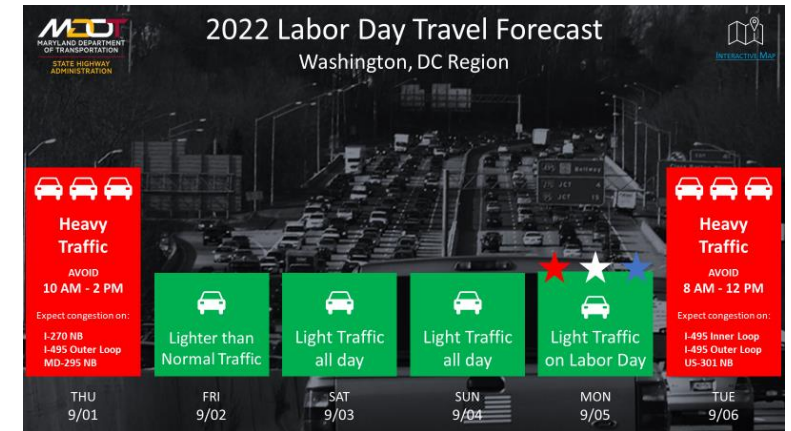 MDOT
MARYLAND DEPARTMENT
OF TRANSPORTATION
STATE HIGHWAY
ADMINISTRATION
2022 Labor Day Travel Forecast
Washington, DC Region
INTERACTIVE MAP
Heavy
Traffic
AVOID
10 AM - 2 PM
Expect congestion on:
I-270 NB
I-495 Outer Loop
MD-295 NB
THU
9/01
Lighter than
Normal Traffic
FRI
9/02
Light Traffic
all day
SAT
9/03
Light Traffic
all day
SUN
9/04
Light Traffic
on Labor Day
MON
9/05
Heavy
Traffic
AVOID
8 AM - 12 PM
Expect congestion on:
I-495 Inner Loop
I-495 Outer Loop
US-301 NB
TUE
9/06
Beltway
JCT 4
JCT